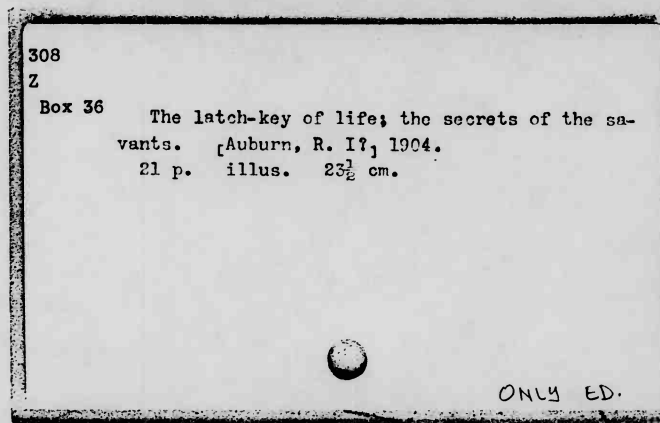 308
Z
Box 36
The latch-key of life; the secrets of the sa-
vants. [Auburn, R. I?] 1904.
21 p. illus. 23½ cm.
ONLY ED.